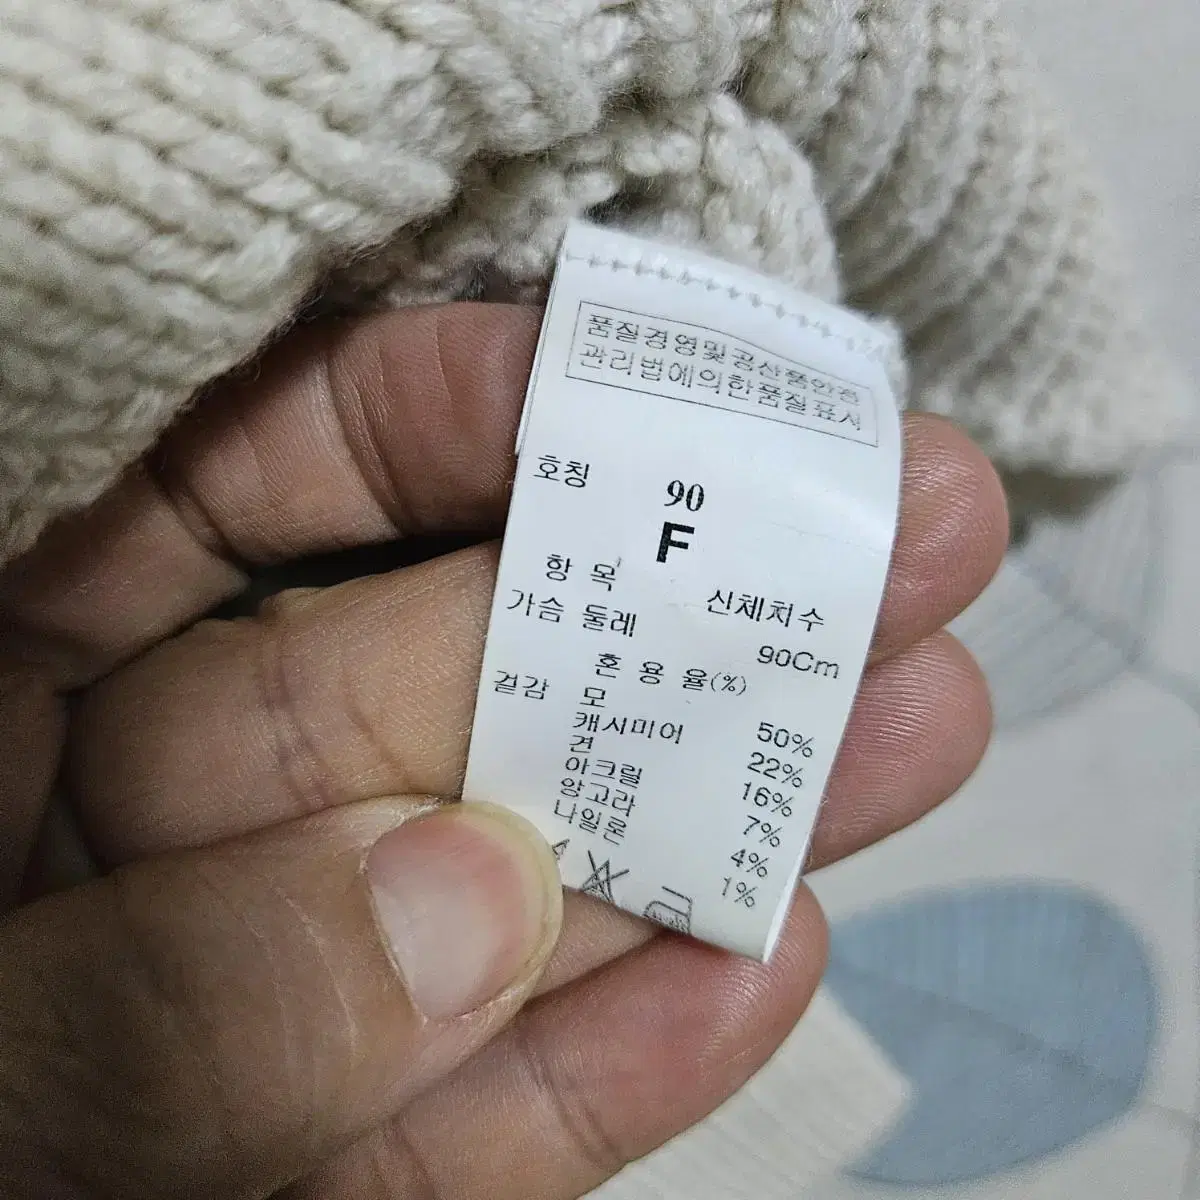 품질경영및공산품안전
관리법에의한품질표시
호칭 90
F
항 목 신체치수
가슴 둘레 90Cm
혼 용 율(%)
겉감 모 50%
캐시미어 22%
견 16%
아크릴 7%
앙고라 4%
나일론 1%